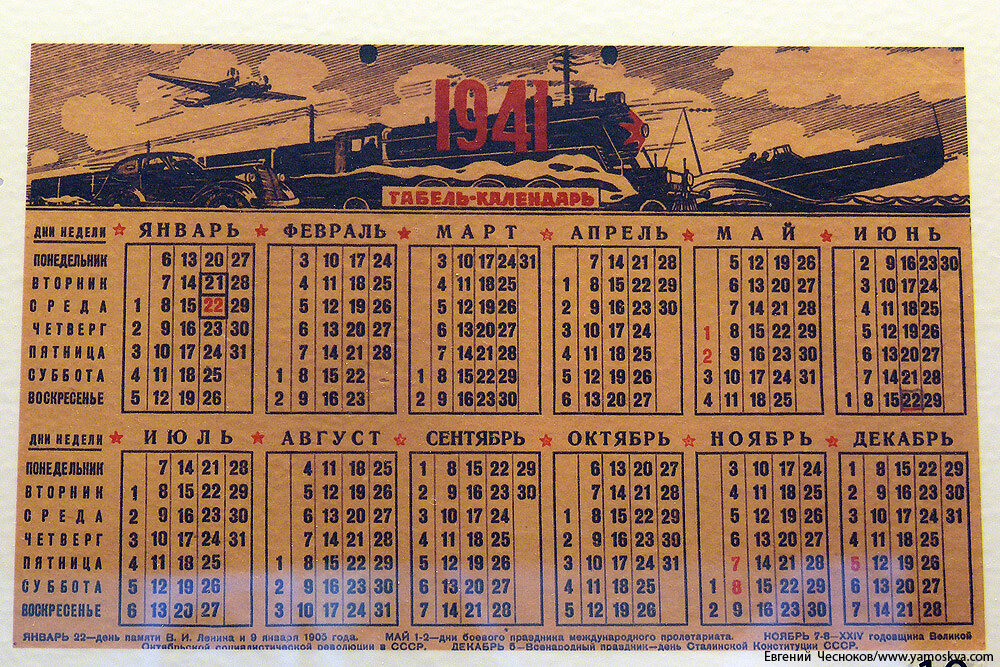 1941
ТАБЕЛЬ-КАЛЕНДАРЬ
ДНИ НЕДЕЛИ ЯНВАРЬ ФЕВРАЛЬ МАРТ АПРЕЛЬ МАЙ ИЮНЬ
ПОНЕДЕЛЬНИК 6 13 20 27 3 10 17 24 3 10 17 24 31 7 14 21 28 5 12 19 26 2 9 16 23 30
ВТОРНИК 7 14 21 28 4 11 18 25 4 11 18 25 1 8 15 22 29 6 13 20 27 3 10 17 24
СРЕДА 1 8 15 22 29 5 12 19 26 5 12 19 26 2 9 16 23 30 7 14 21 28 4 11 18 25
ЧЕТВЕРГ 2 9 16 23 30 6 13 20 27 6 13 20 27 3 10 17 24 1 8 15 22 29 5 12 19 26
ПЯТНИЦА 3 10 17 24 31 7 14 21 28 7 14 21 28 4 11 18 25 2 9 16 23 30 6 13 20 27
СУББОТА 4 11 18 25 1 8 15 22 1 8 15 22 29 5 12 19 26 3 10 17 24 31 7 14 21 28
ВОСКРЕСЕНЬЕ 5 12 19 26 2 9 16 23 2 9 16 23 30 6 13 20 27 4 11 18 25 1 8 15 22 29
ДНИ НЕДЕЛИ ИЮЛЬ АВГУСТ СЕНТЯБРЬ ОКТЯБРЬ НОЯБРЬ ДЕКАБРЬ
ПОНЕДЕЛЬНИК 7 14 21 28 4 11 18 25 1 8 15 22 29 6 13 20 27 3 10 17 24 1 8 15 22 29
ВТОРНИК 1 8 15 22 29 5 12 19 26 2 9 16 23 30 7 14 21 28 4 11 18 25 2 9 16 23 30
СРЕДА 2 9 16 23 30 6 13 20 27 3 10 17 24 1 8 15 22 29 5 12 19 26 3 10 17 24 31
ЧЕТВЕРГ 3 10 17 24 31 7 14 21 28 4 11 18 25 2 9 16 23 30 6 13 20 27 4 11 18 25
ПЯТНИЦА 4 11 18 25 1 8 15 22 29 5 12 19 26 3 10 17 24 31 7 14 21 28 5 12 19 26
СУББОТА 5 12 19 26 2 9 16 23 30 6 13 20 27 4 11 18 25 1 8 15 22 29 6 13 20 27
ВОСКРЕСЕНЬЕ 6 13 20 27 3 10 17 24 31 7 14 21 28 5 12 19 26 2 9 16 23 30 7 14 21 28
ЯНВАРЬ 22—день памяти В. И. Ленина и 9 января 1905 года. МАЙ 1-2—дни боевого праздника международного пролетариата. НОЯБРЬ 7-8—XXIV годовщина Великой
Октябрьской социалистической революции в СССР. ДЕКАБРЬ 5—Всенародный праздник—день Сталинской Конституции СССР.
Евгений Чесноков/www.yamoskva.com